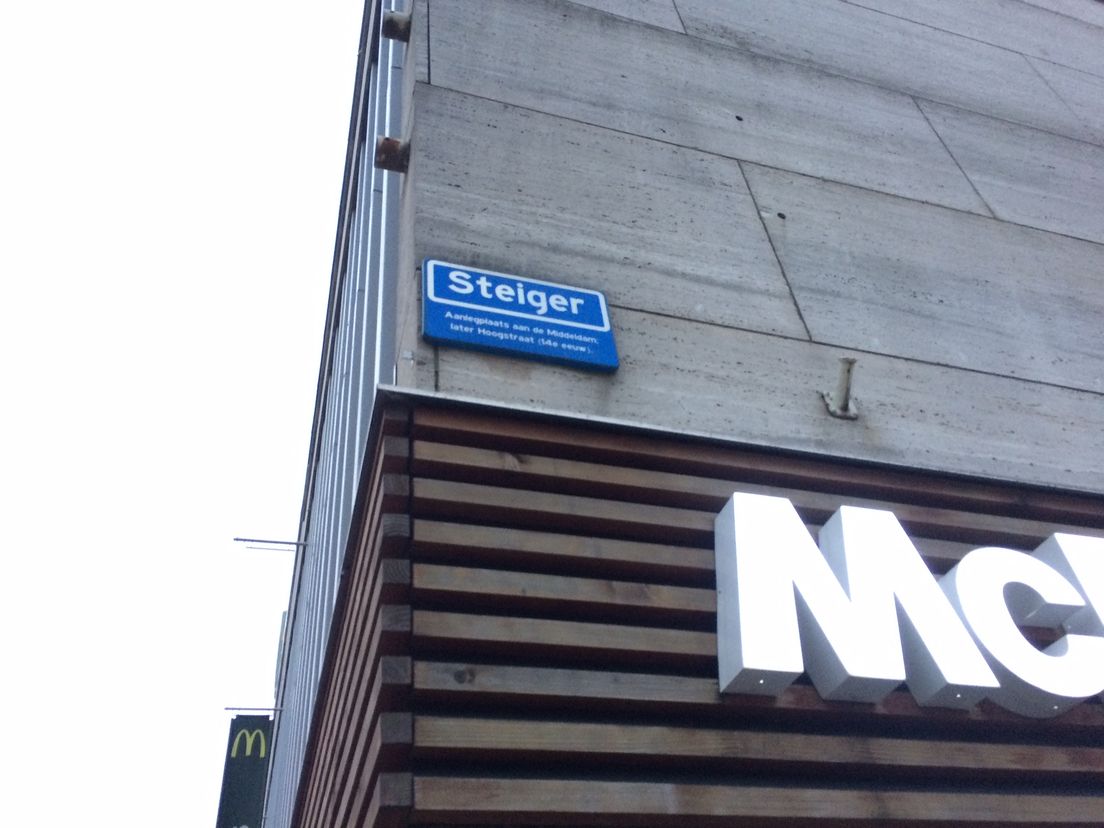 Steiger
Aanlegplaats aan de Middeldam;
later Hoogstraat (14e eeuw).
Mc
M